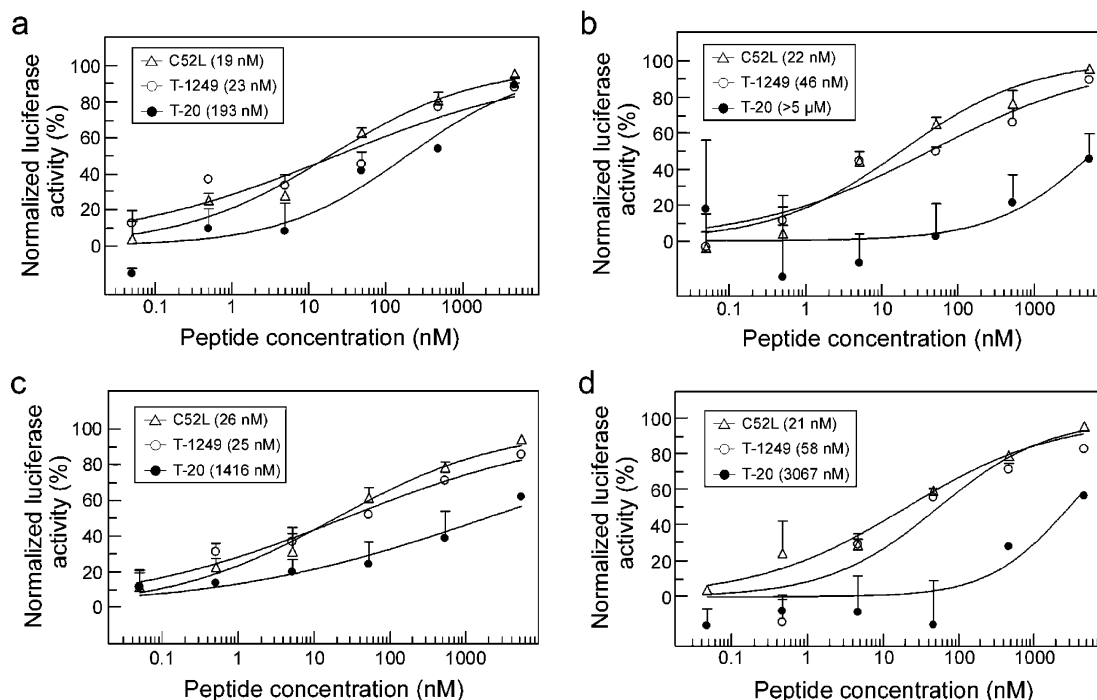 a
Normalized luciferase
activity (%)
100
80
60
40
20
0
C52L (19 nM)
T-1249 (23 nM)
T-20 (193 nM)
0.1
1
10
100
1000
Peptide concentration (nM)
b
Normalized luciferase
activity (%)
100
80
60
40
20
0
C52L (22 nM)
T-1249 (46 nM)
T-20 (>5 µM)
0.1
1
10
100
1000
Peptide concentration (nM)
c
Normalized luciferase
activity (%)
100
80
60
40
20
0
C52L (26 nM)
T-1249 (25 nM)
T-20 (1416 nM)
0.1
1
10
100
1000
Peptide concentration (nM)
d
Normalized luciferase
activity (%)
100
80
60
40
20
0
C52L (21 nM)
T-1249 (58 nM)
T-20 (3067 nM)
0.1
1
10
100
1000
Peptide concentration (nM)